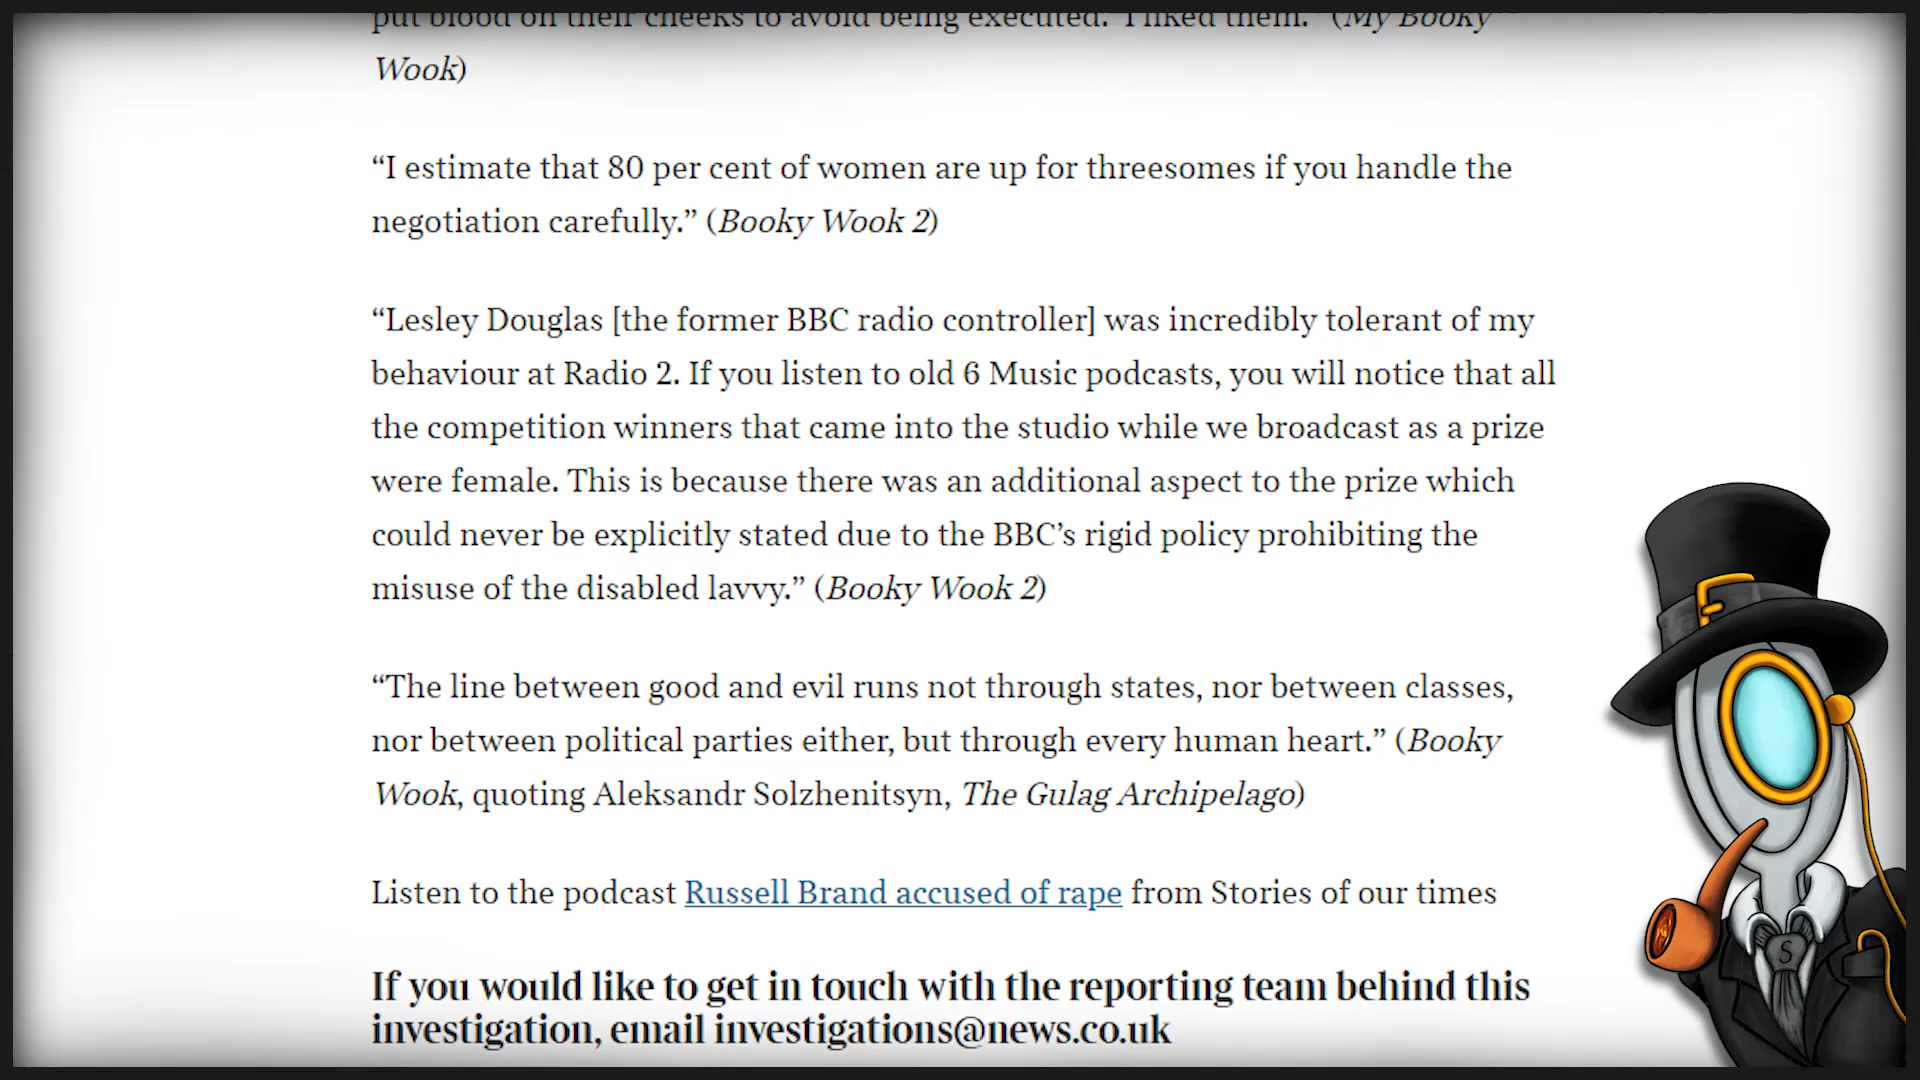 put blood on their cheeks to avoid being executed. ‘I liked them.’” (My Booky
Wook)
“I estimate that 80 per cent of women are up for threesomes if you handle the
negotiation carefully.” (Booky Wook 2)
“Lesley Douglas [the former BBC radio controller] was incredibly tolerant of my
behaviour at Radio 2. If you listen to old 6 Music podcasts, you will notice that all
the competition winners that came into the studio while we broadcast as a prize
were female. This is because there was an additional aspect to the prize which
could never be explicitly stated due to the BBC’s rigid policy prohibiting the
misuse of the disabled lavvy.” (Booky Wook 2)
“The line between good and evil runs not through states, nor between classes,
nor between political parties either, but through every human heart.” (Booky
Wook, quoting Aleksandr Solzhenitsyn, The Gulag Archipelago)
Listen to the podcast Russell Brand accused of rape from Stories of our times
If you would like to get in touch with the reporting team behind this
investigation, email investigations@news.co.uk
S